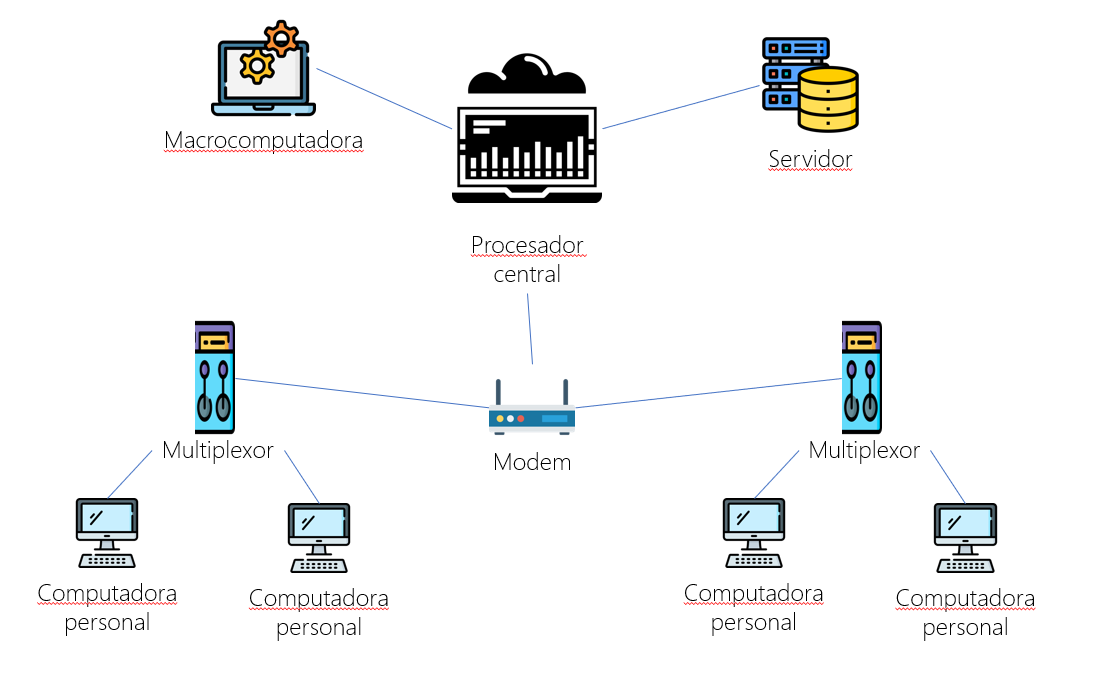 Macrocomputadora
Servidor
Procesador
central
Multiplexor
Modem
Multiplexor
Computadora
personal
Computadora
personal
Computadora
personal
Computadora
personal